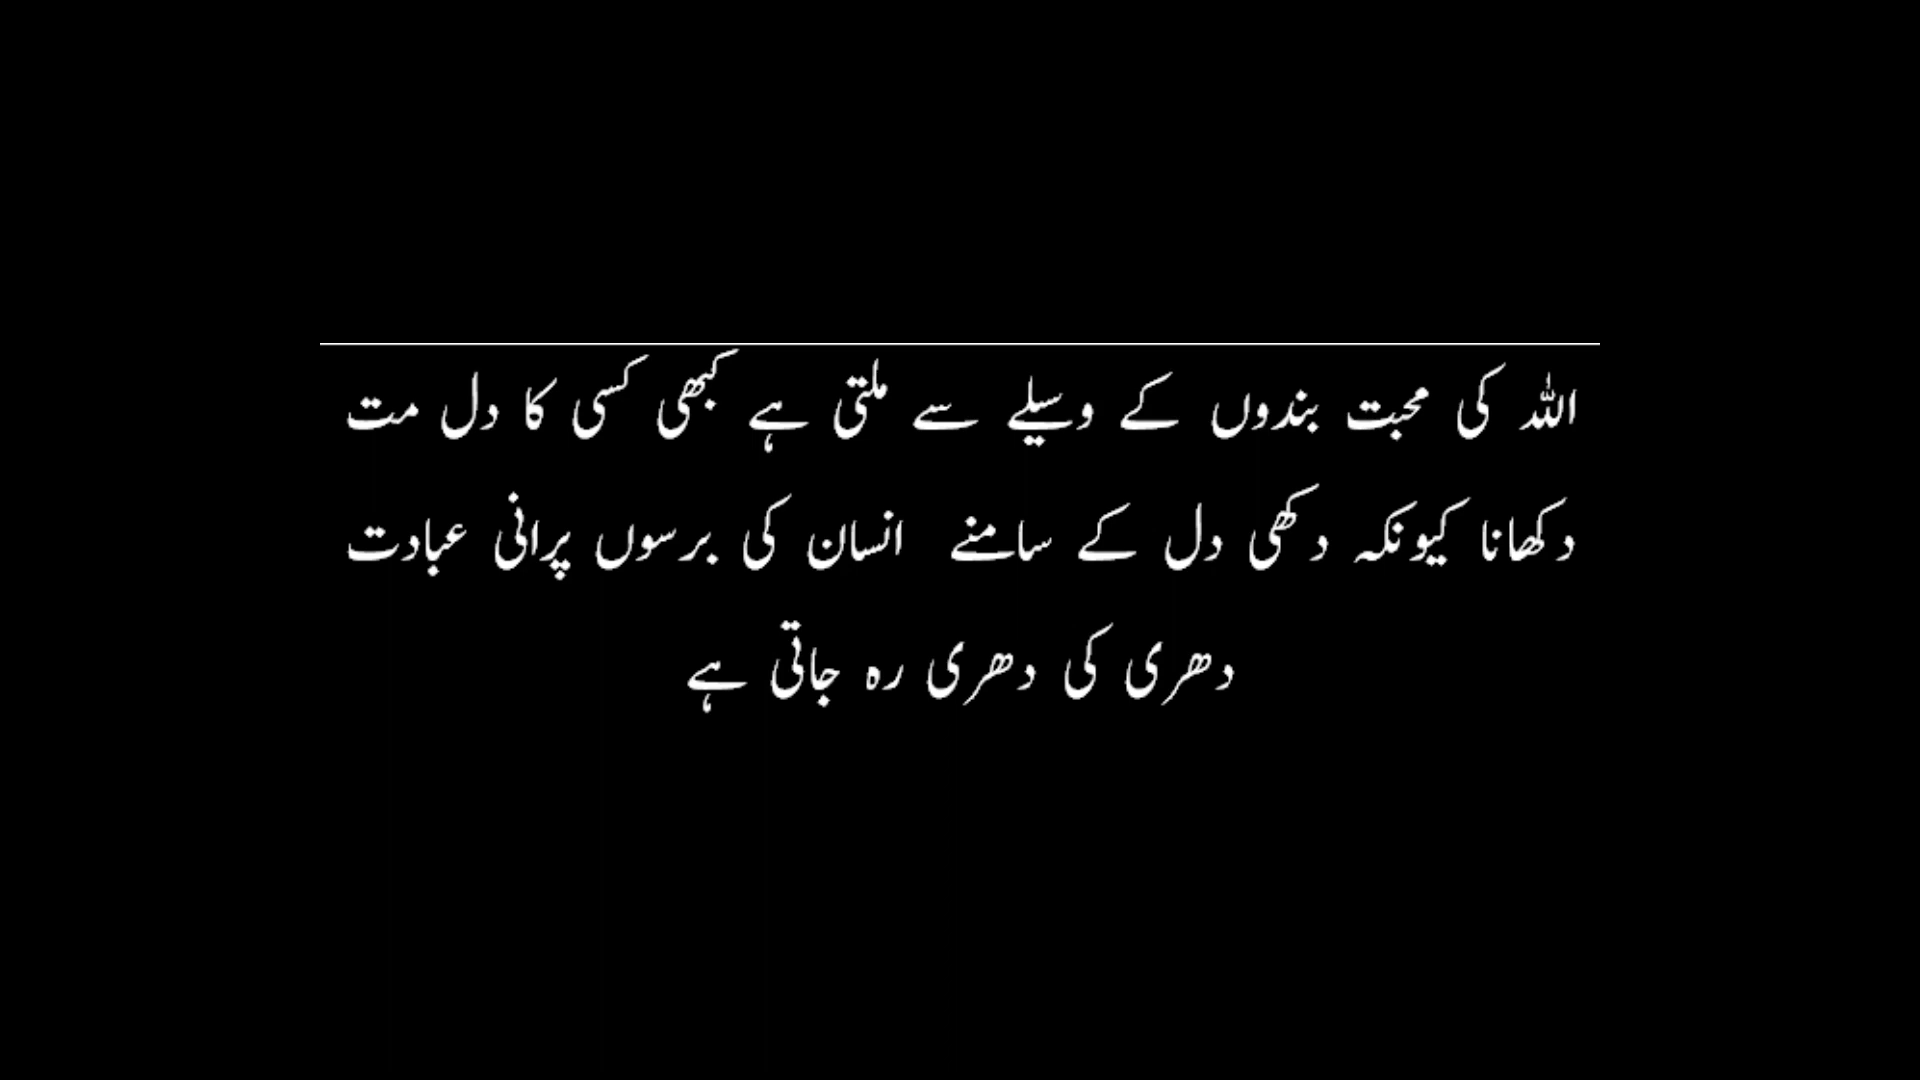 اللہ کی محبت بندوں کے وسیلے سے ملتی ہے کبھی کسی کا دل مت
دکھانا کیونکہ دکھی دل کے سامنے انسان کی برسوں پرانی عبادت
دھری کی دھری رہ جاتی ہے